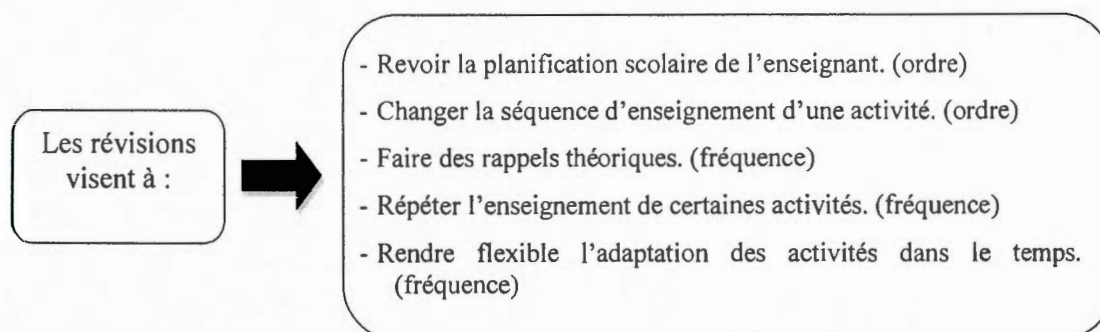 Les révisions
visent à :
- Revoir la planification scolaire de l'enseignant. (ordre)
- Changer la séquence d'enseignement d'une activité. (ordre)
- Faire des rappels théoriques. (fréquence)
- Répéter l'enseignement de certaines activités. (fréquence)
- Rendre flexible l'adaptation des activités dans le temps.
(fréquence)